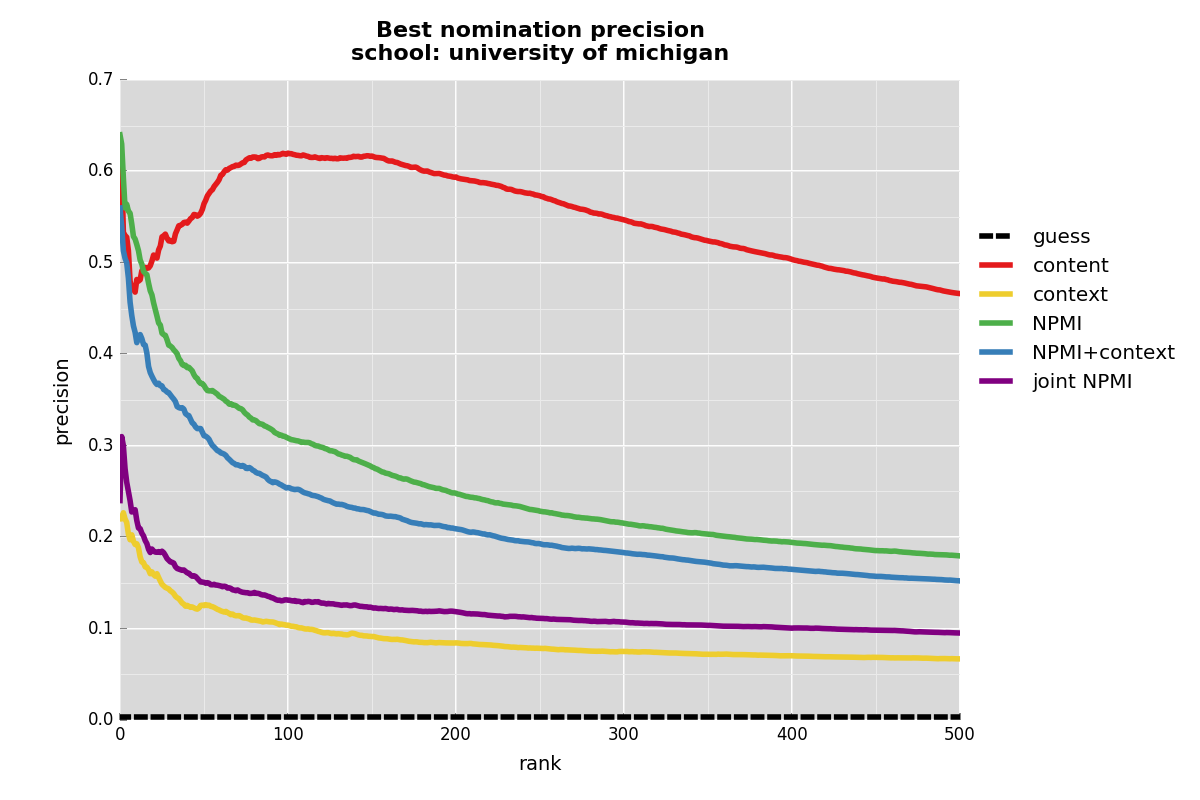 Best nomination precision
school: university of michigan
precision
0.7
0.6
0.5
0.4
0.3
0.2
0.1
0.0
0
100
200
300
400
500
rank
guess
content
context
NPMI
NPMI+context
joint NPMI